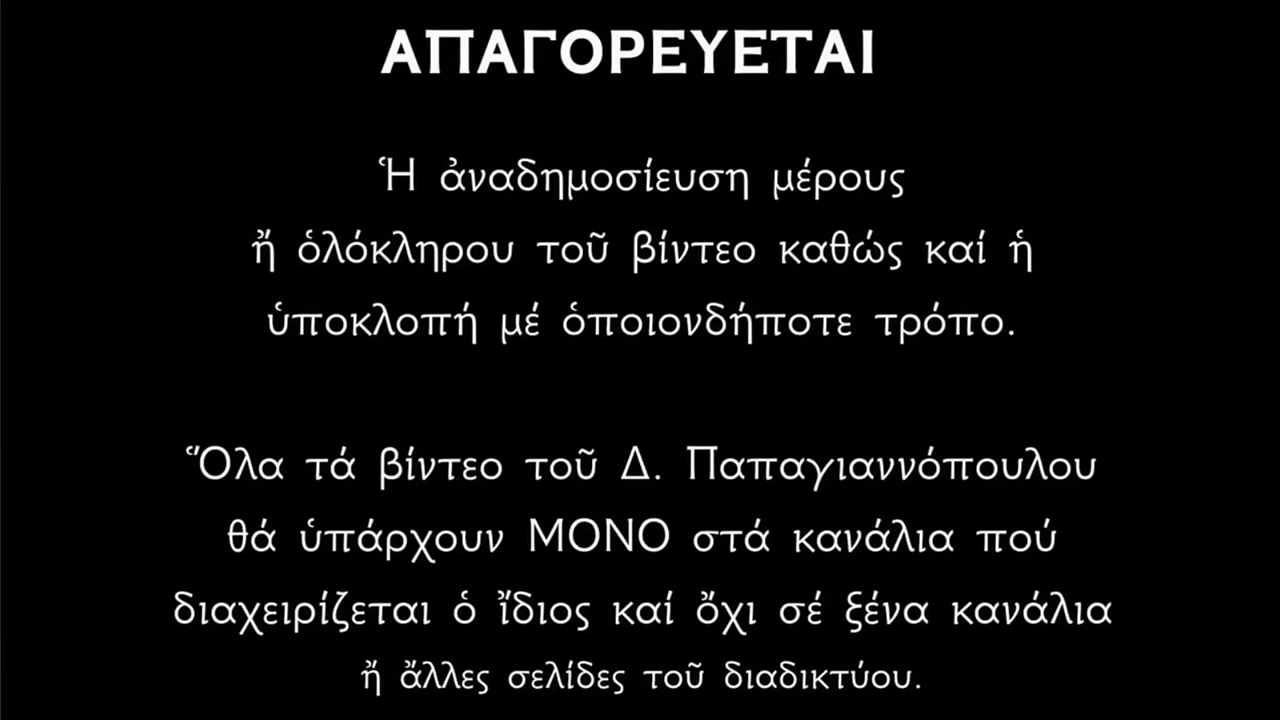 ΑΠΑΓΟΡΕΥΕΤΑΙ
Ἡ ἀναδημοσίευση μέρους
ἤ ὁλόκληρου τοῦ βίντεο καθώς καί ἡ
ὑποκλοπή μέ ὁποιονδήποτε τρόπο.
Ὅλα τά βίντεο τοῦ Δ. Παπαγιαννόπουλου
θά ὑπάρχουν ΜΟΝΟ στά κανάλια πού
διαχειρίζεται ὁ ἴδιος καί ὄχι σέ ξένα κανάλια
ἤ ἄλλες σελίδες τοῦ διαδικτύου.